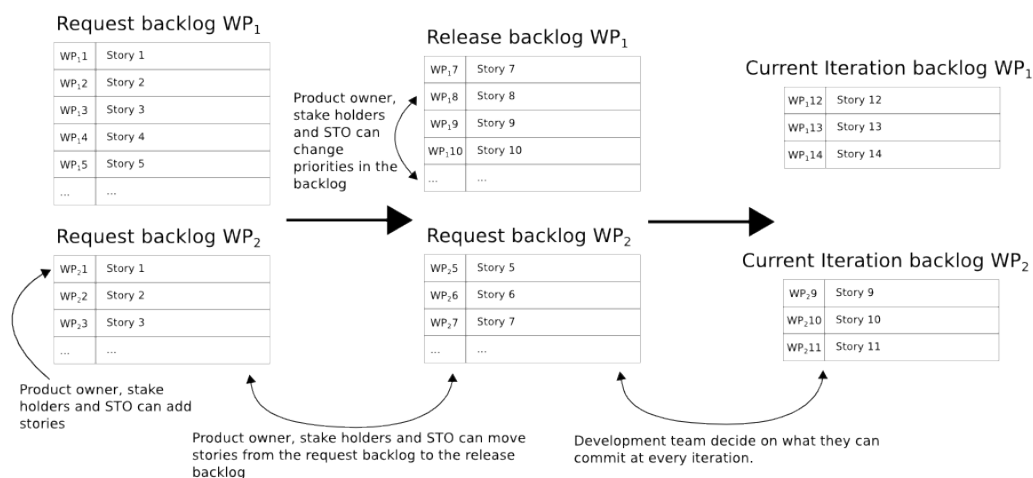 Request backlog WP₁
WP₁1 Story 1
WP₁2 Story 2
WP₁3 Story 3
WP₁4 Story 4
WP₁5 Story 5
... ...
Release backlog WP₁
WP₁7 Story 7
WP₁8 Story 8
WP₁9 Story 9
WP₁10 Story 10
... ...
Product owner,
stake holders
and STO can
change
priorities in the
backlog
Current Iteration backlog WP₁
WP₁12 Story 12
WP₁13 Story 13
WP₁14 Story 14
Request backlog WP₂
WP₂1 Story 1
WP₂2 Story 2
WP₂3 Story 3
... ...
Request backlog WP₂
WP₂5 Story 5
WP₂6 Story 6
WP₂7 Story 7
... ...
Current Iteration backlog WP₂
WP₂9 Story 9
WP₂10 Story 10
WP₂11 Story 11
Product owner, stake
holders and STO can add
stories
Product owner, stake holders and STO can move
stories from the request backlog to the release
backlog
Development team decide on what they can
commit at every iteration.